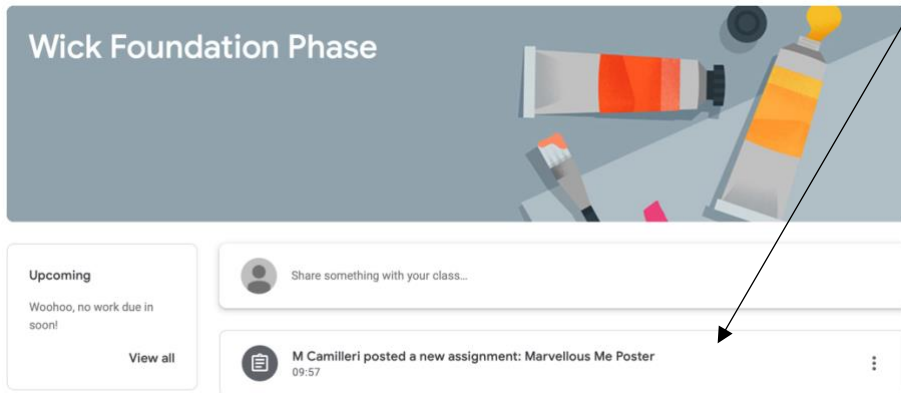 Wick Foundation Phase
Upcoming
Woohoo, no work due in
soon!
View all
Share something with your class...
M Camilleri posted a new assignment: Marvellous Me Poster
09:57